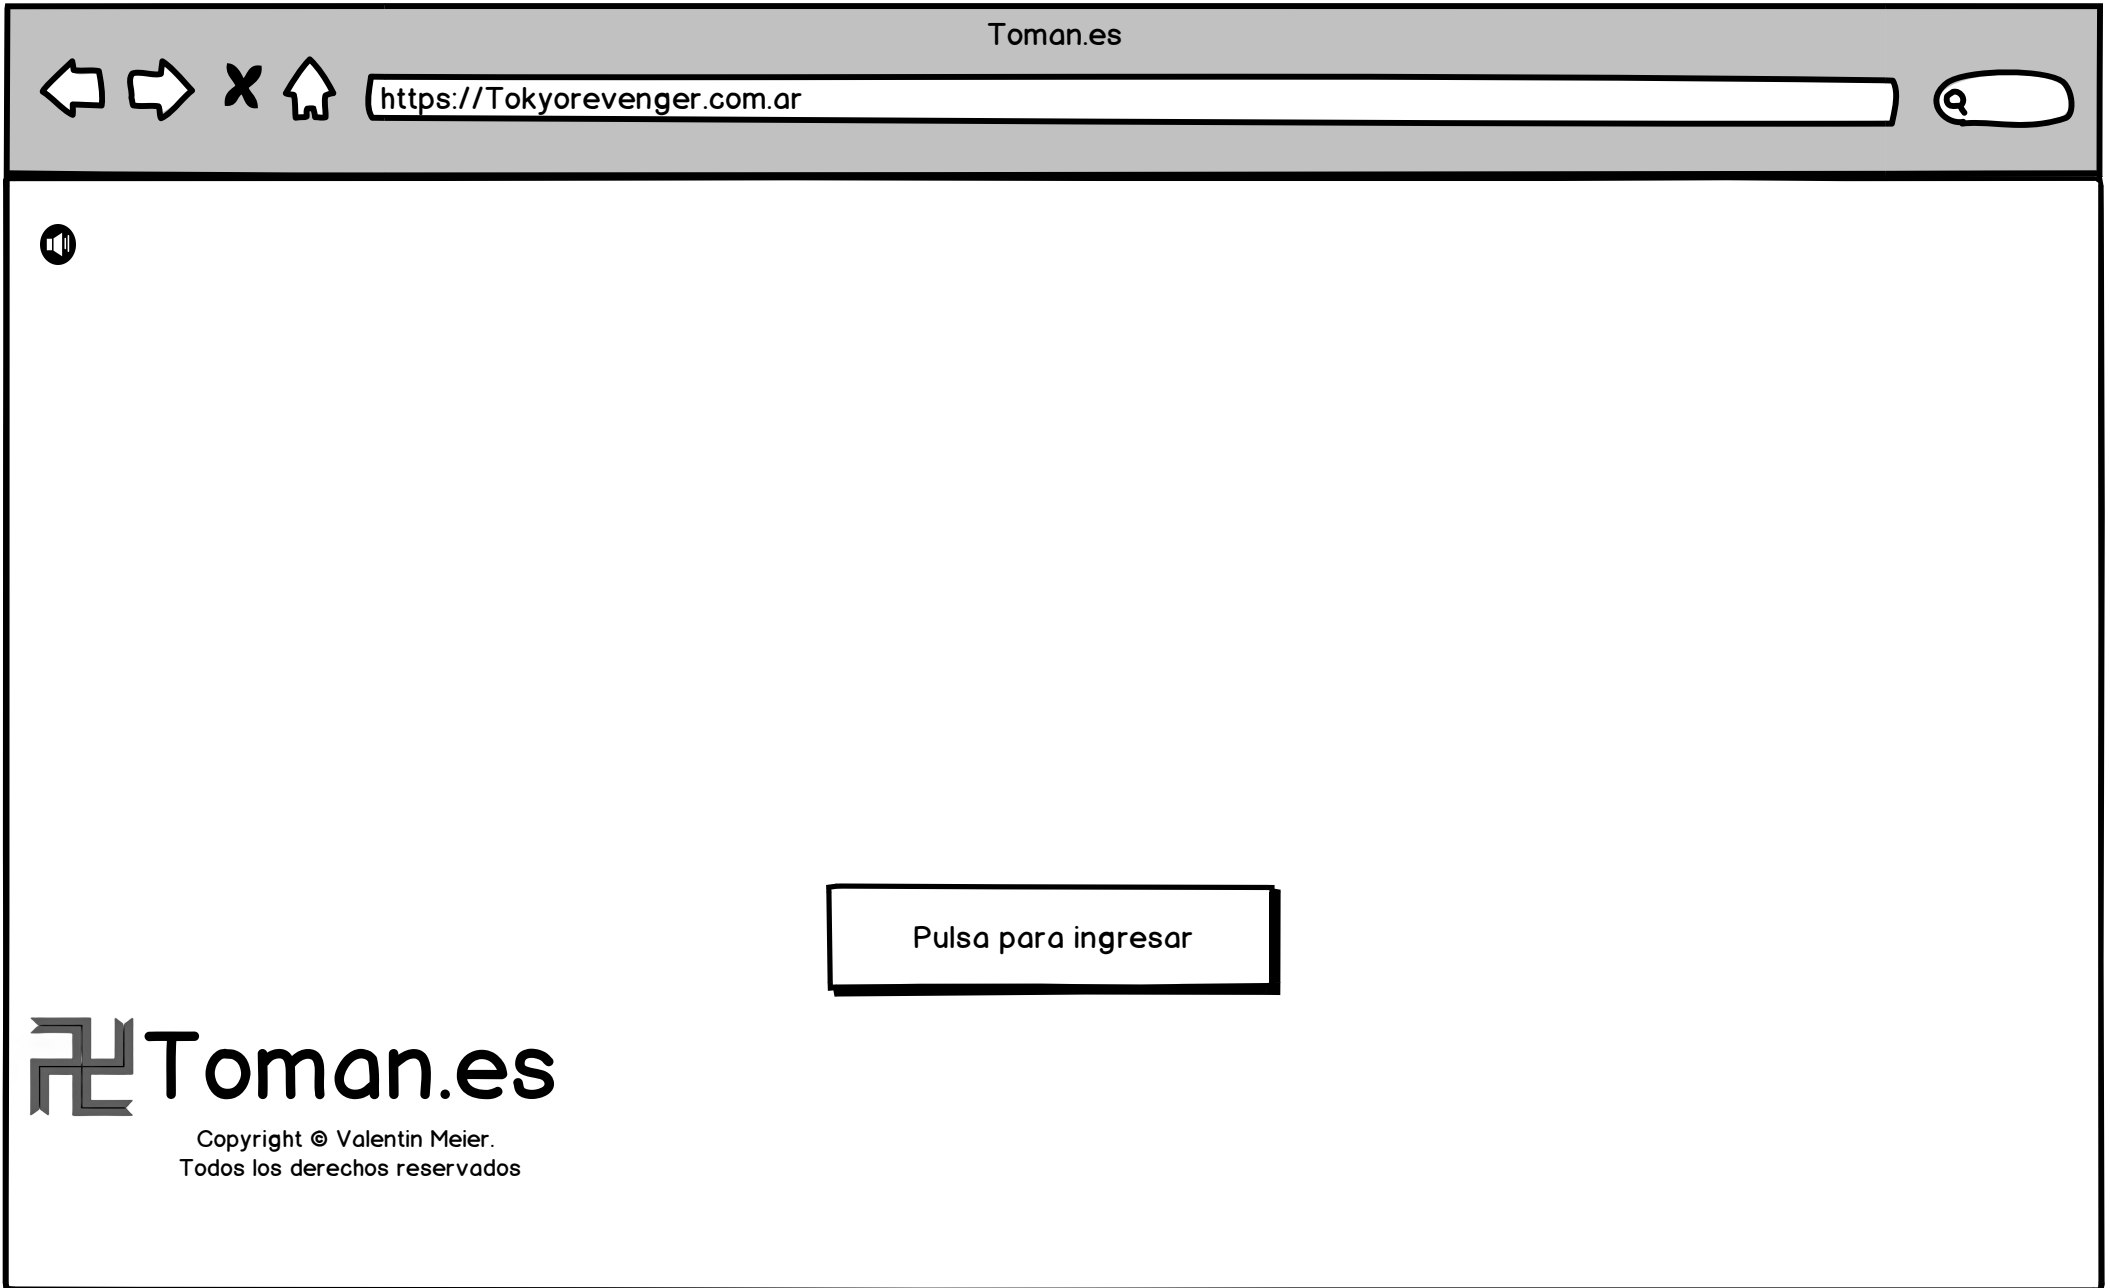 Toman.es
https://Tokyorevenger.com.ar
Pulsa para ingresar
Toman.es
Copyright © Valentin Meier.
Todos los derechos reservados